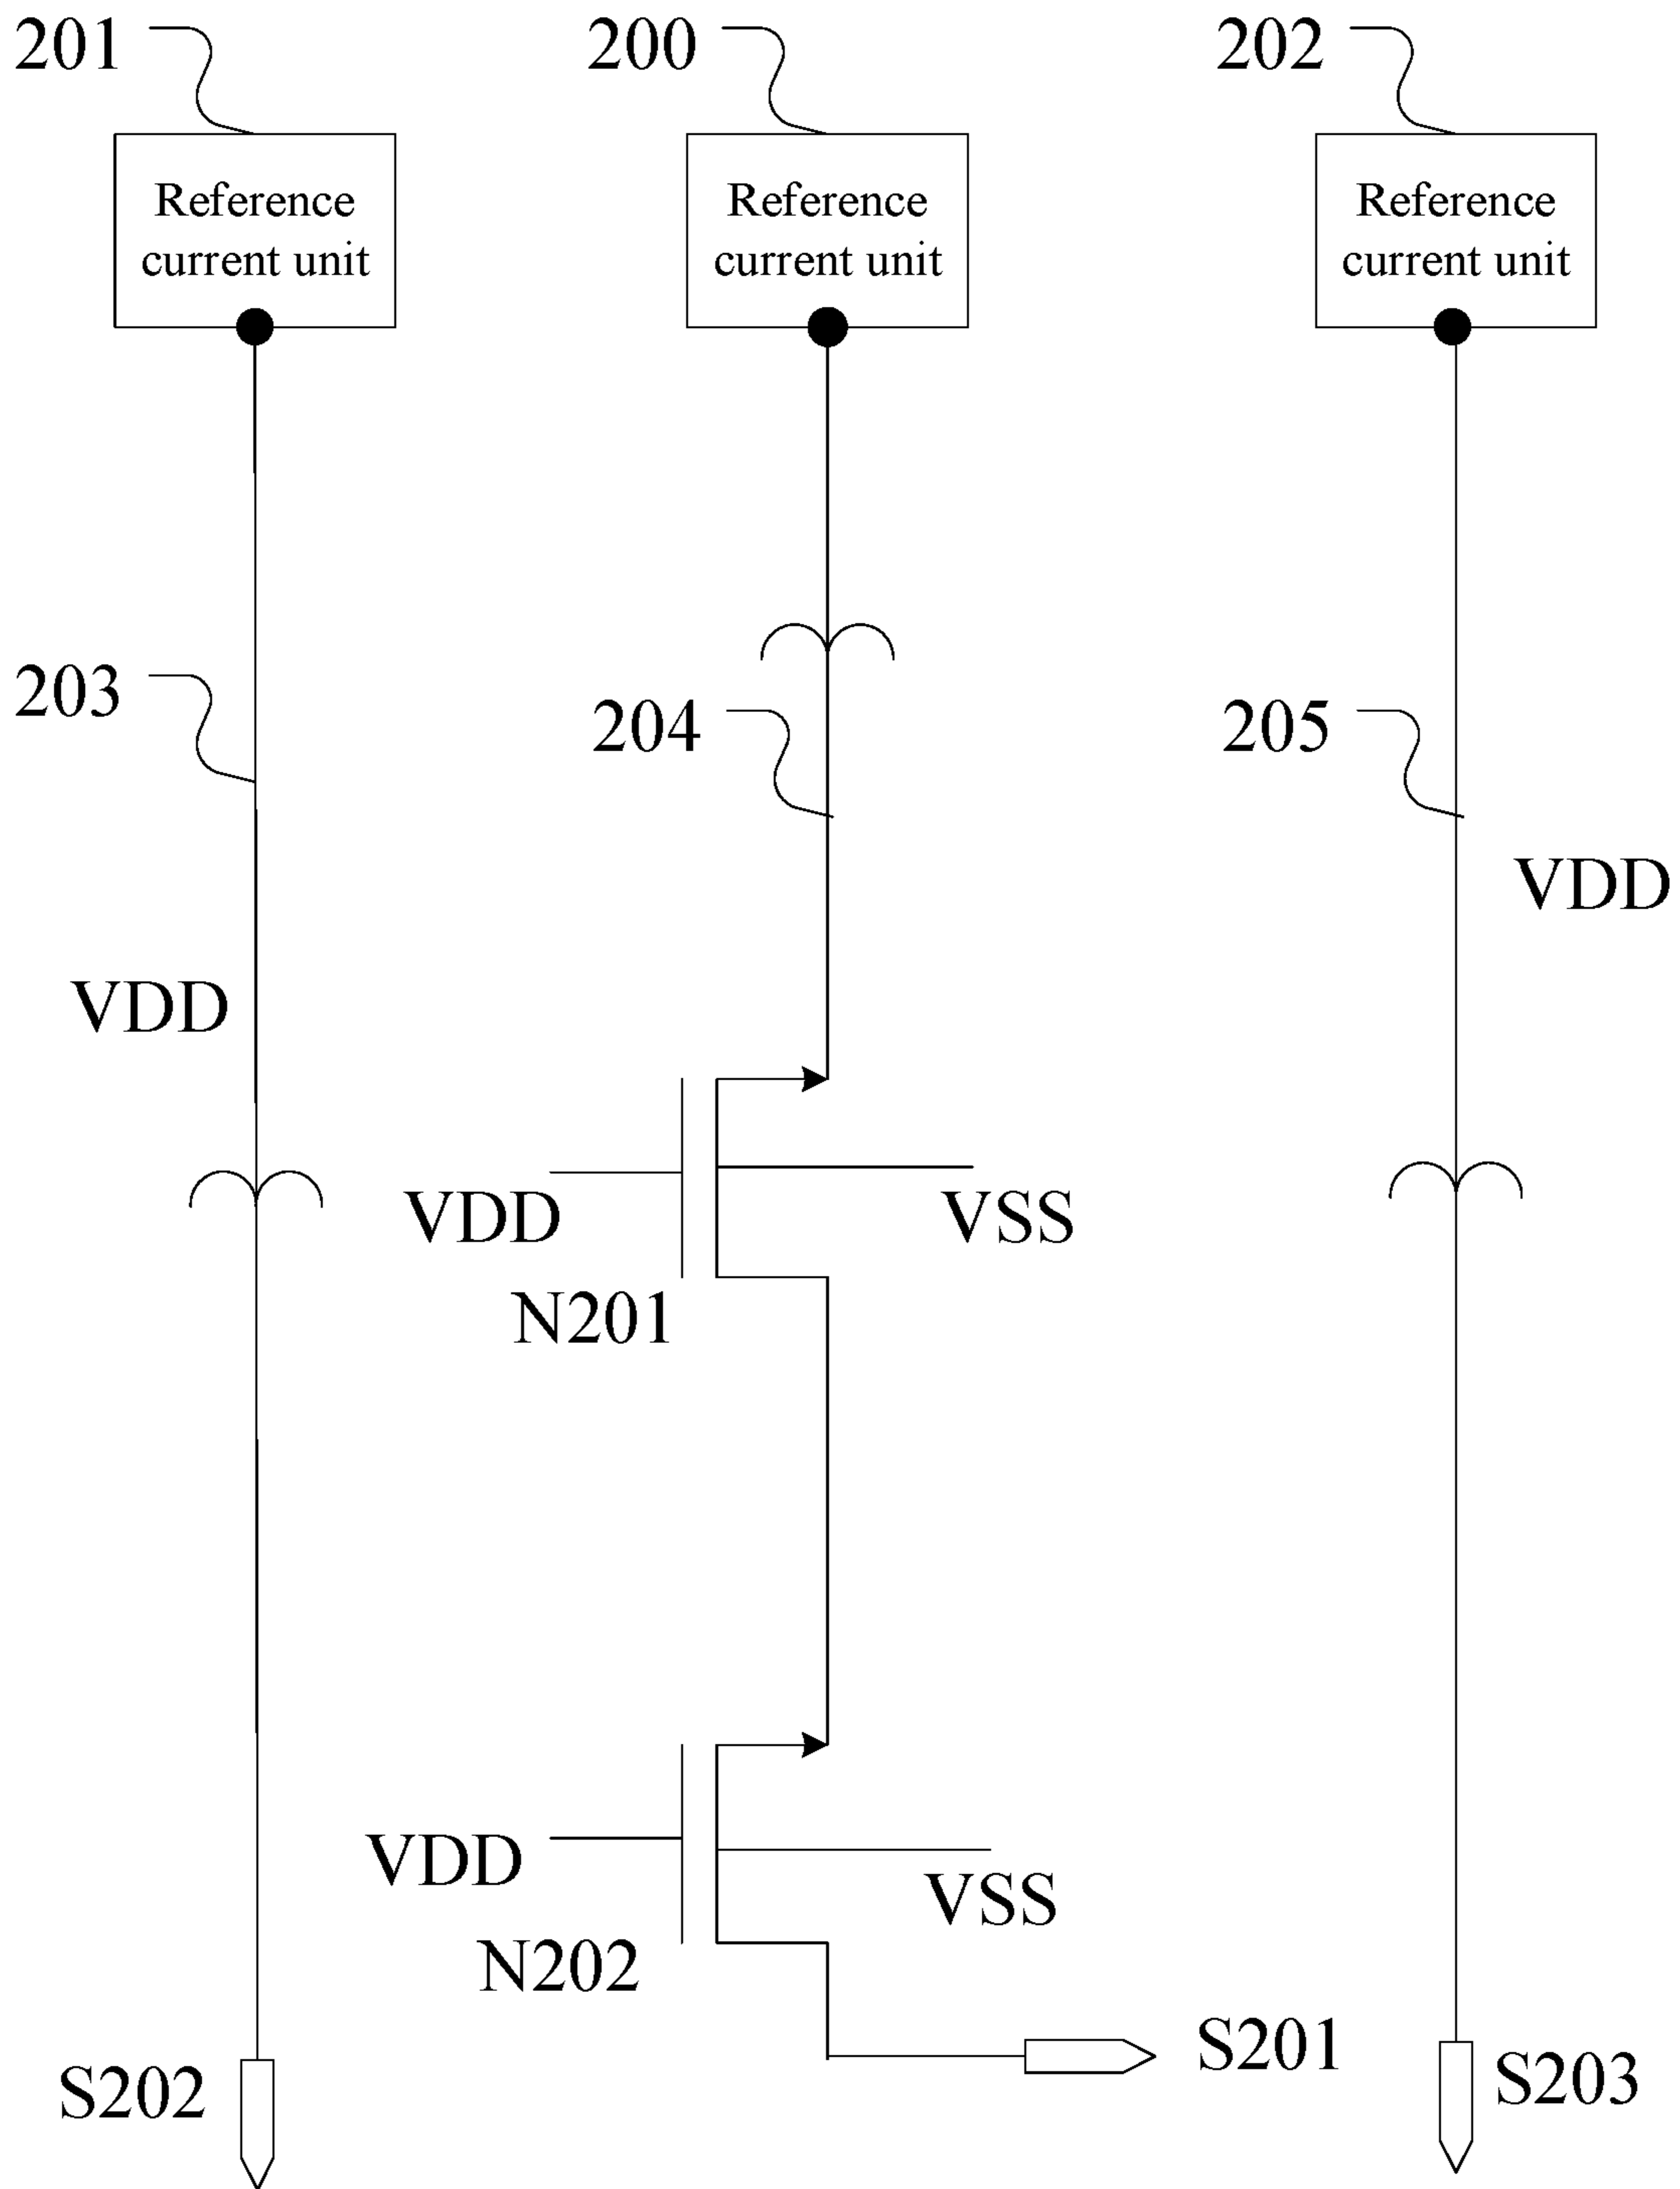 201
200
202
Reference
current unit
Reference
current unit
Reference
current unit
203
204
205
VDD
VDD
VDD
VSS
N201
VDD
VSS
N202
S201
S202
S203